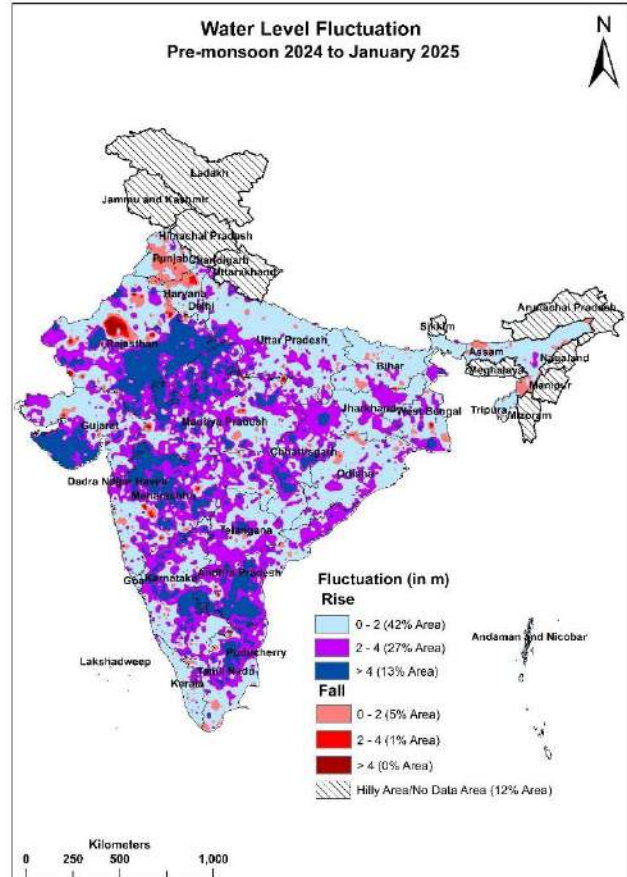 Water Level Fluctuation
Pre-monsoon 2024 to January 2025
N
Ladakh
Jammu and Kashmir
Himachal Pradesh
Punjab
Chandigarh
Uttarakhand
Haryana
Delhi
Arunachal Pradesh
Sikkim
Rajasthan
Uttar Pradesh
Assam
Nagaland
Bihar
Meghalaya
Manipur
Jharkhand
West Bengal
Tripura
Mizoram
Gujarat
Madhya Pradesh
Chhattisgarh
Odisha
Dadra Nagar Haveli
Maharashtra
Telangana
Goa
Karnataka
Andhra Pradesh
Fluctuation (in m)
Rise
0 - 2 (42% Area)
2 - 4 (27% Area)
> 4 (13% Area)
Andaman and Nicobar
Puducherry
Lakshadweep
Tamil Nadu
Kerala
Fall
0 - 2 (5% Area)
2 - 4 (1% Area)
> 4 (0% Area)
Hilly Area/No Data Area (12% Area)
Kilometers
0 250 500 1,000